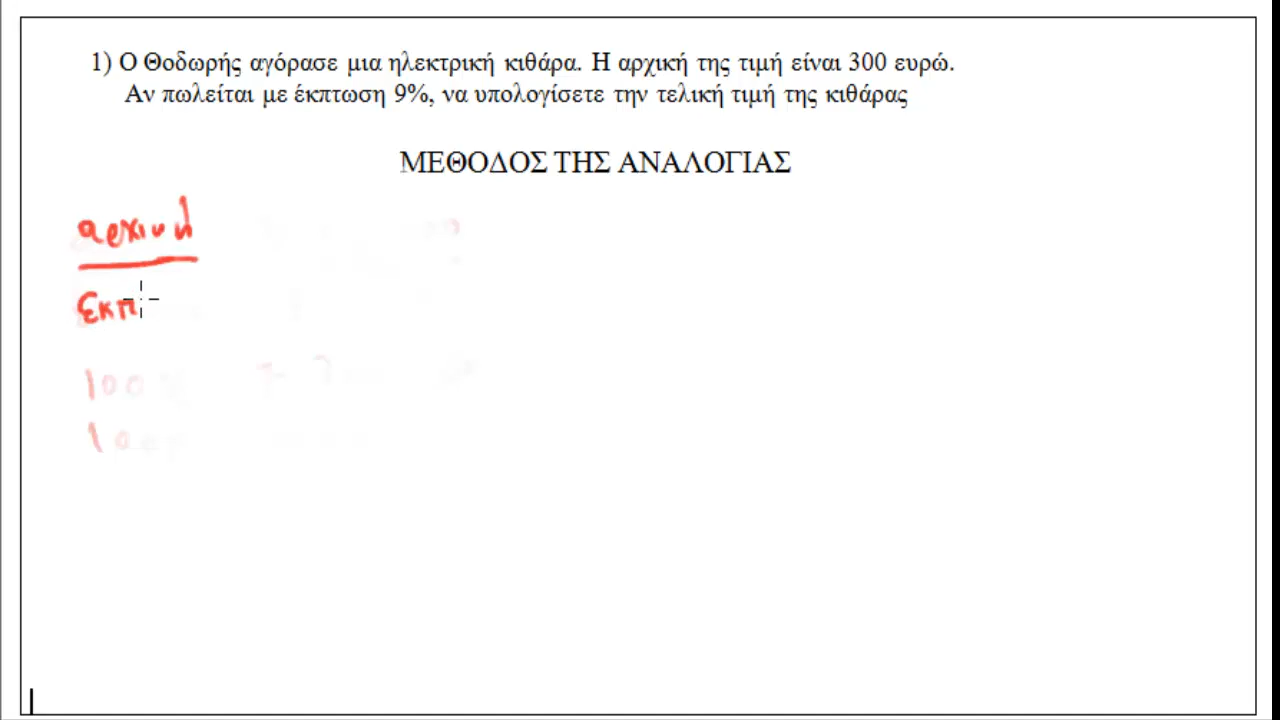 1) Ο Θοδωρής αγόρασε μια ηλεκτρική κιθάρα. Η αρχική της τιμή είναι 300 ευρώ.
Αν πωλείται με έκπτωση 9%, να υπολογίσετε την τελική τιμή της κιθάρας
ΜΕΘΟΔΟΣ ΤΗΣ ΑΝΑΛΟΓΙΑΣ
αρχική
εκπ
100